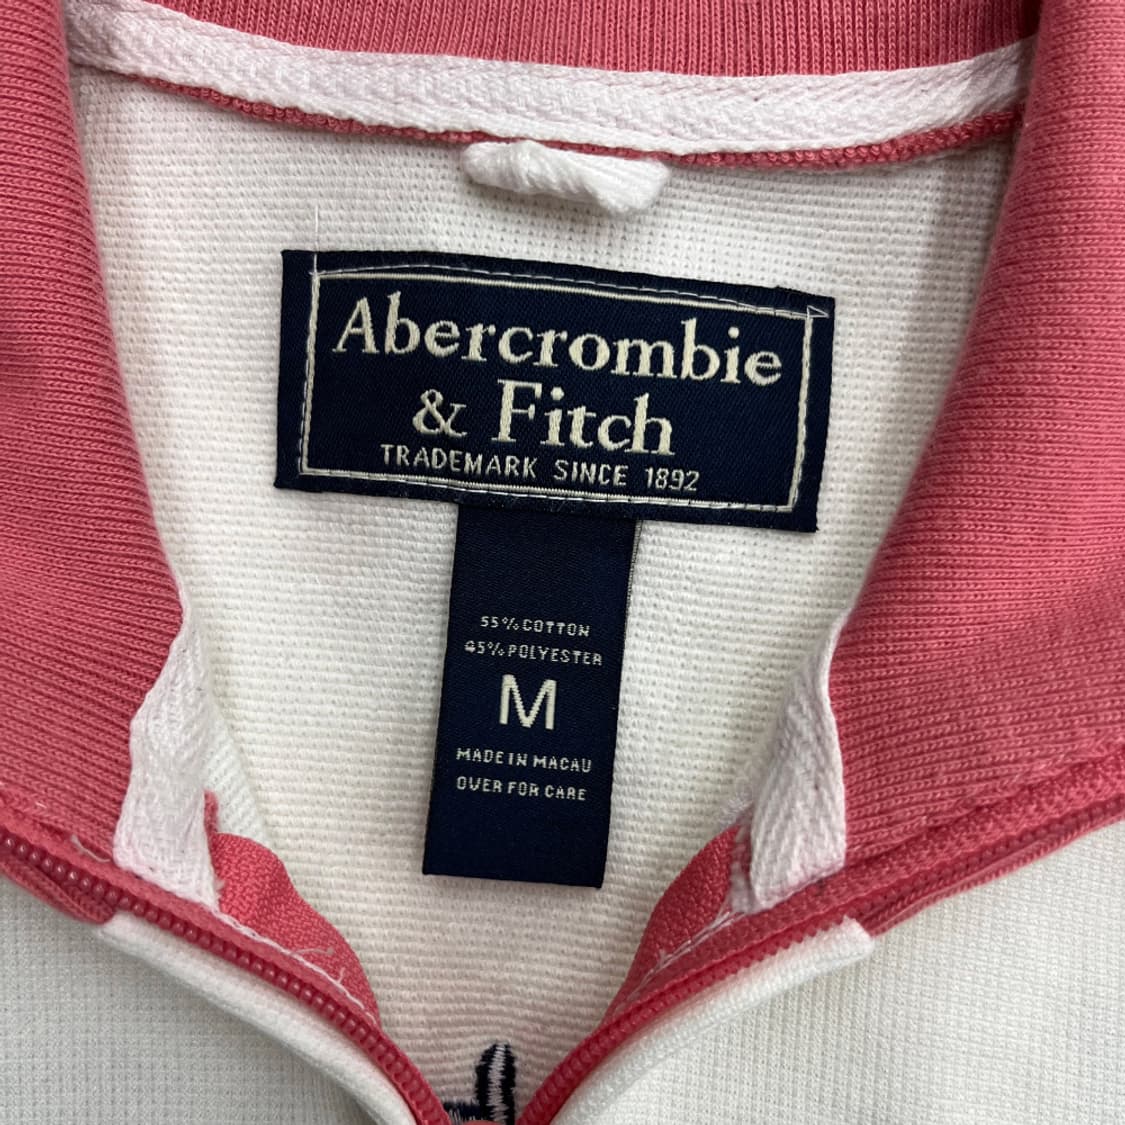 Abercrombie
& Fitch
TRADEMARK SINCE 1892
55% COTTON
45% POLYESTER
M
MADE IN MACAU
OVER FOR CARE